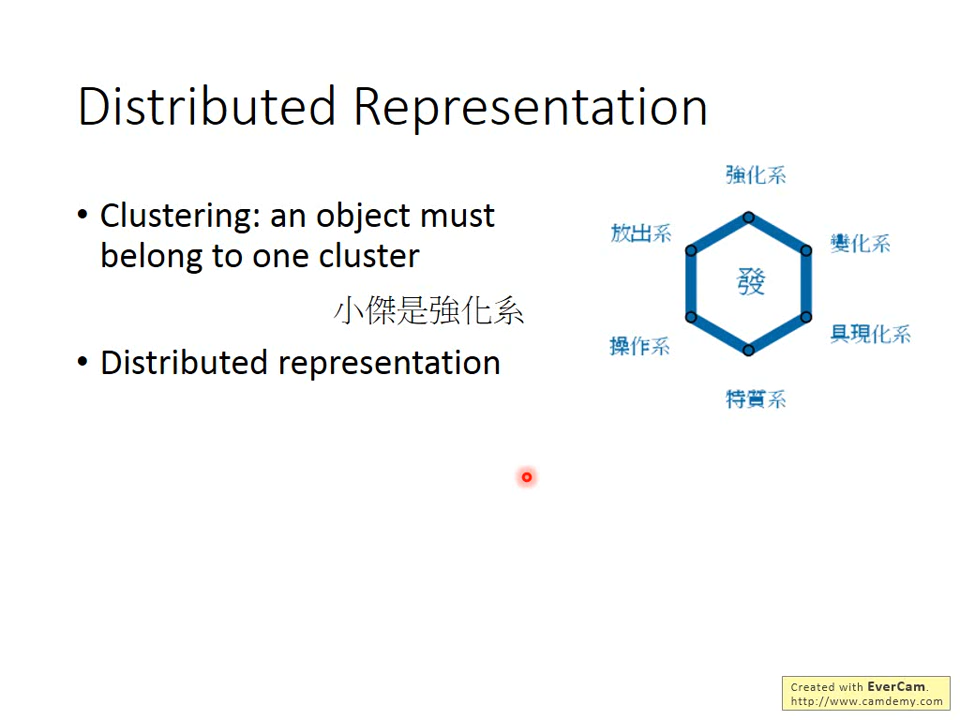 Distributed Representation
• Clustering: an object must
belong to one cluster
小傑是強化系
• Distributed representation
強化系
放出系
變化系
發
操作系
具現化系
特質系
Created with EverCam.
http://www.camdemy.com